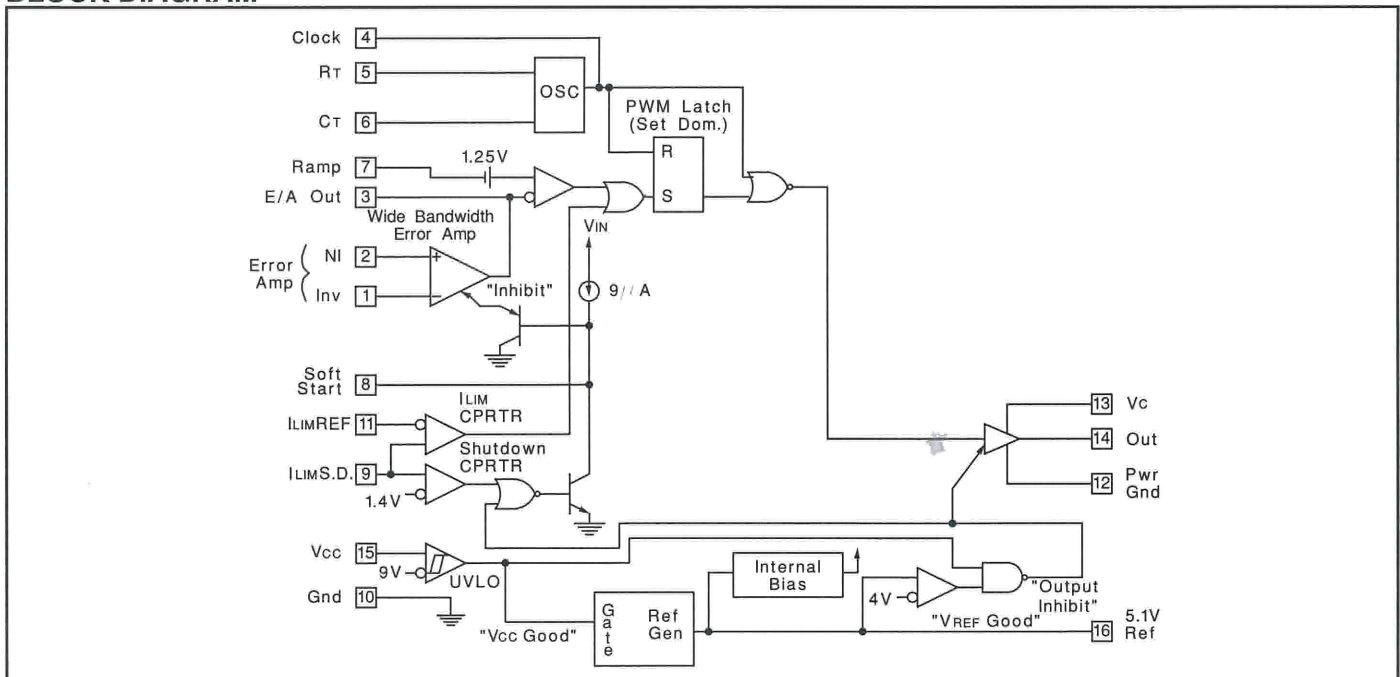 BLOCK DIAGRAM
Clock 4
RT 5
OSC
CT 6
PWM Latch
(Set Dom.)
R
S
Ramp 7
1.25V
E/A Out 3
Wide Bandwidth
Error Amp
Error
Amp
NI 2
+
Inv 1
−
"Inhibit"
VIN
9
A
Soft
Start 8
ILIM
CPRTR
ILIMREF 11
Shutdown
CPRTR
ILIMS.D. 9
1.4V
13 Vc
14 Out
12 Pwr
Gnd
Vcc 15
9V
UVLO
Gnd 10
"Vcc Good"
Gate
Ref
Gen
Internal
Bias
4V
"VREF Good"
"Output
Inhibit"
16 5.1V
Ref